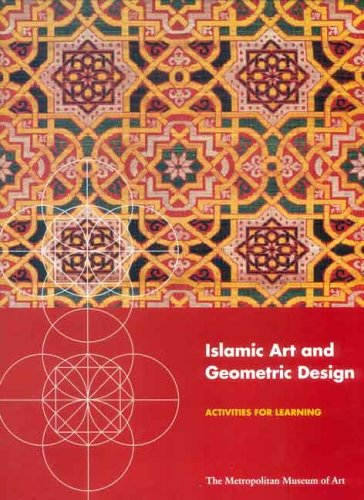 Islamic Art and
Geometric Design
ACTIVITIES FOR LEARNING
The Metropolitan Museum of Art